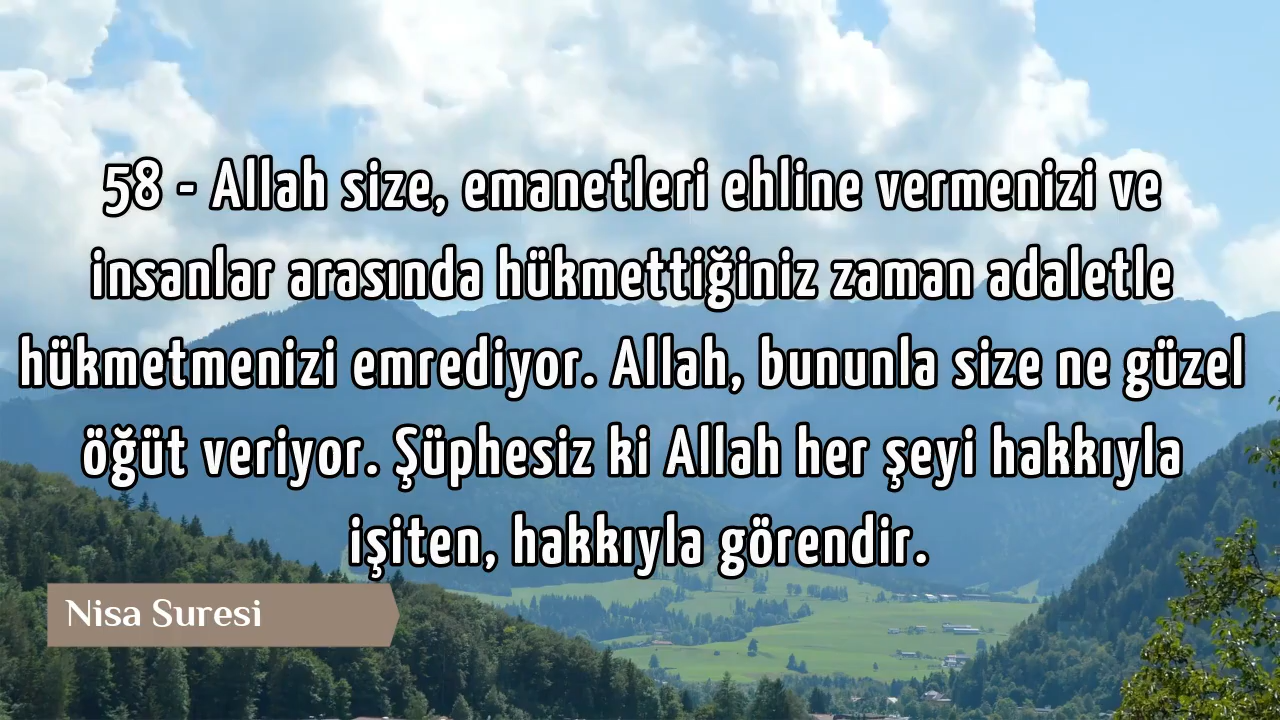 58 - Allah size, emanetleri ehline vermenizi ve
insanlar arasında hükmettiğiniz zaman adaletle
hükmetmenizi emrediyor. Allah, bununla size ne güzel
öğüt veriyor. Şüphesiz ki Allah her şeyi hakkıyla
işiten, hakkıyla görendir.
Nisa Suresi